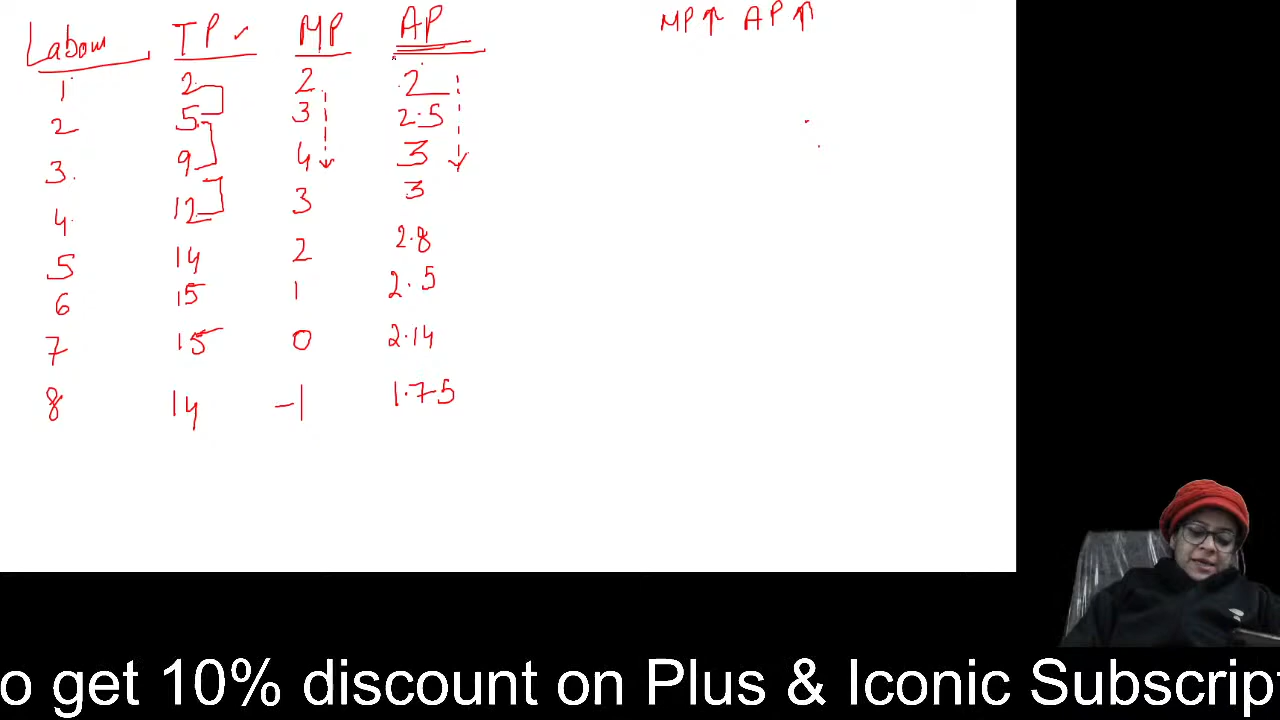 Labour TP MP AP MP↑ AP↑
1 2 2 2
2 5 3 2.5
3 9 4 3
4 12 3 3
5 14 2 2.8
6 15 1 2.5
7 15 0 2.14
8 14 -1 1.75
o get 10% discount on Plus & Iconic Subscript